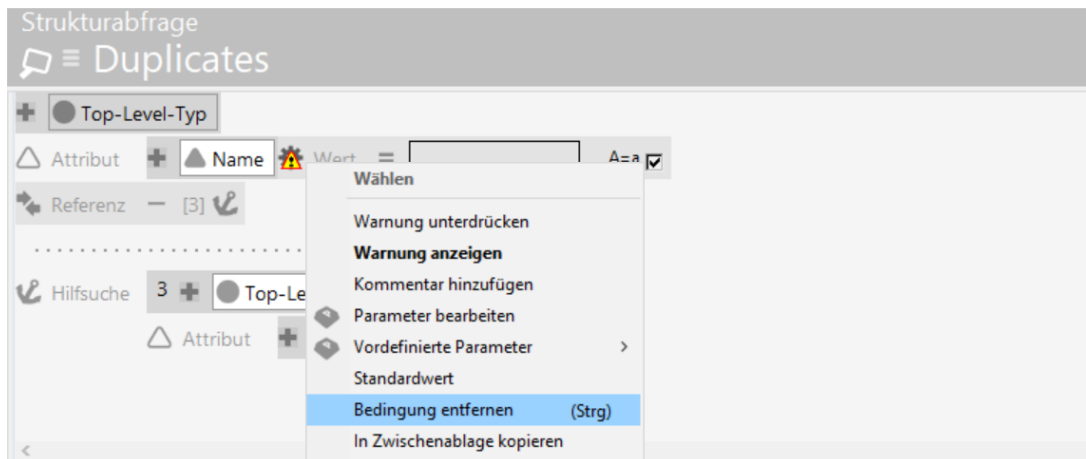 Strukturabfrage
Duplicates
Top-Level-Typ
Attribut Name Wert = A=a
Wählen
Referenz [3]
Warnung unterdrücken
Warnung anzeigen
Kommentar hinzufügen
Hilfsuche 3 Top-Le
Parameter bearbeiten
Attribut
Vordefinierte Parameter >
Standardwert
Bedingung entfernen (Strg)
In Zwischenablage kopieren